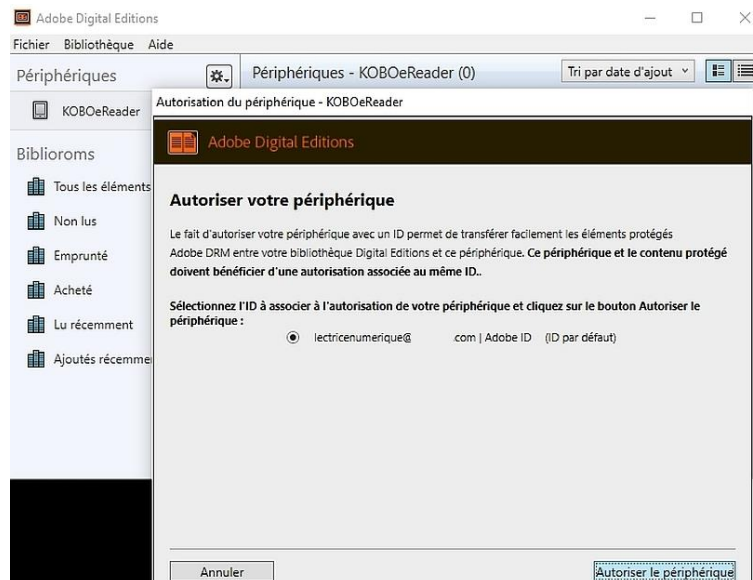 Adobe Digital Editions
Fichier Bibliothèque Aide
Périphériques
Périphériques - KOBOeReader (0)
Tri par date d'ajout
KOBOeReader
Autorisation du périphérique - KOBOeReader
Adobe Digital Editions
Biblioroms
Tous les éléments
Non lus
Emprunté
Acheté
Lu récemment
Ajoutés récemme
Autoriser votre périphérique
Le fait d'autoriser votre périphérique avec un ID permet de transférer facilement les éléments protégés
Adobe DRM entre votre bibliothèque Digital Editions et ce périphérique. Ce périphérique et le contenu protégé
doivent bénéficier d'une autorisation associée au même ID..
Sélectionnez l'ID à associer à l'autorisation de votre périphérique et cliquez sur le bouton Autoriser le
périphérique :
lectricenumerique@ .com | Adobe ID (ID par défaut)
Annuler
Autoriser le périphérique